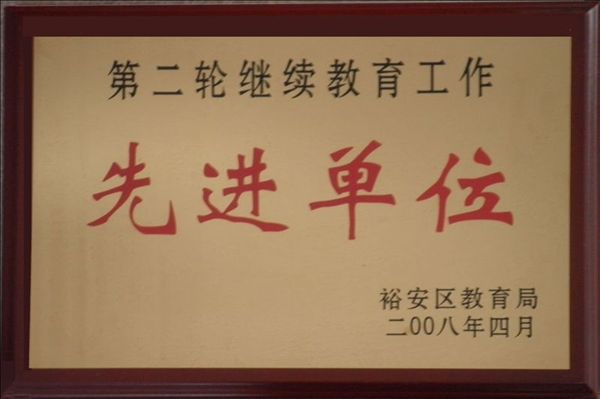 第二轮继续教育工作
先进单位
裕安区教育局
二00八年四月